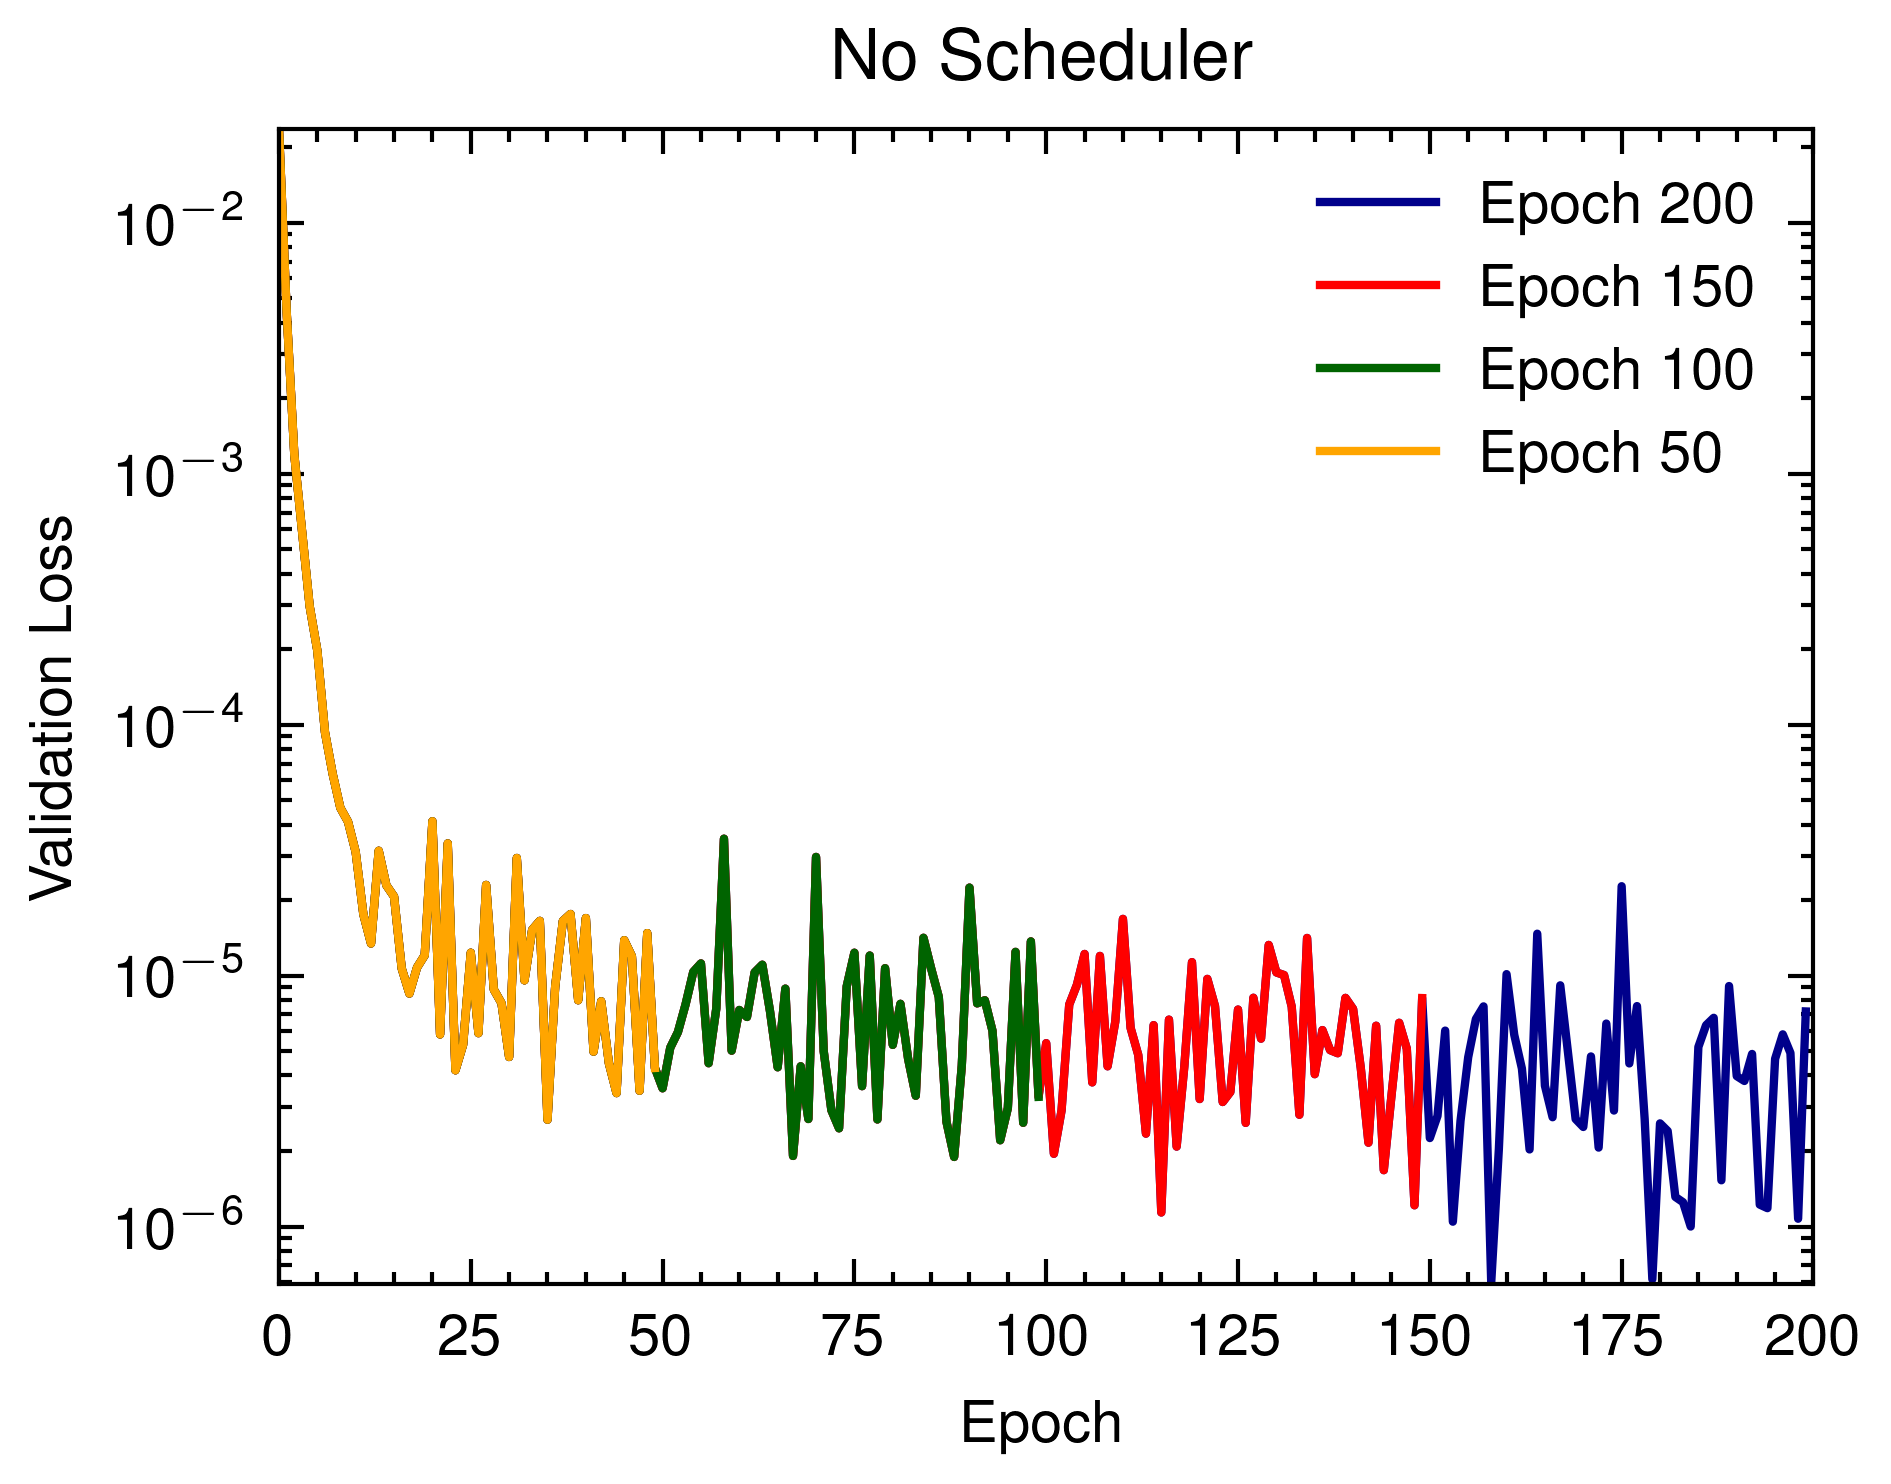 No Scheduler
Validation Loss
10⁻²
10⁻³
10⁻⁴
10⁻⁵
10⁻⁶
Epoch 200
Epoch 150
Epoch 100
Epoch 50
0 25 50 75 100 125 150 175 200
Epoch